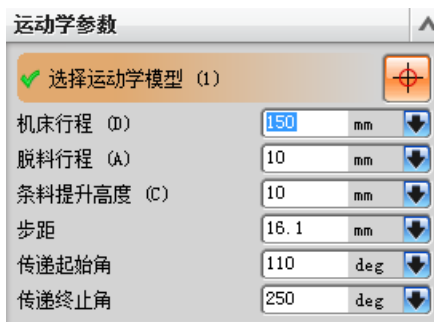 运动学参数
选择运动学模型 (1)
机床行程 (D) 150 mm
脱料行程 (A) 10 mm
条料提升高度 (C) 10 mm
步距 16.1 mm
传递起始角 110 deg
传递终止角 250 deg